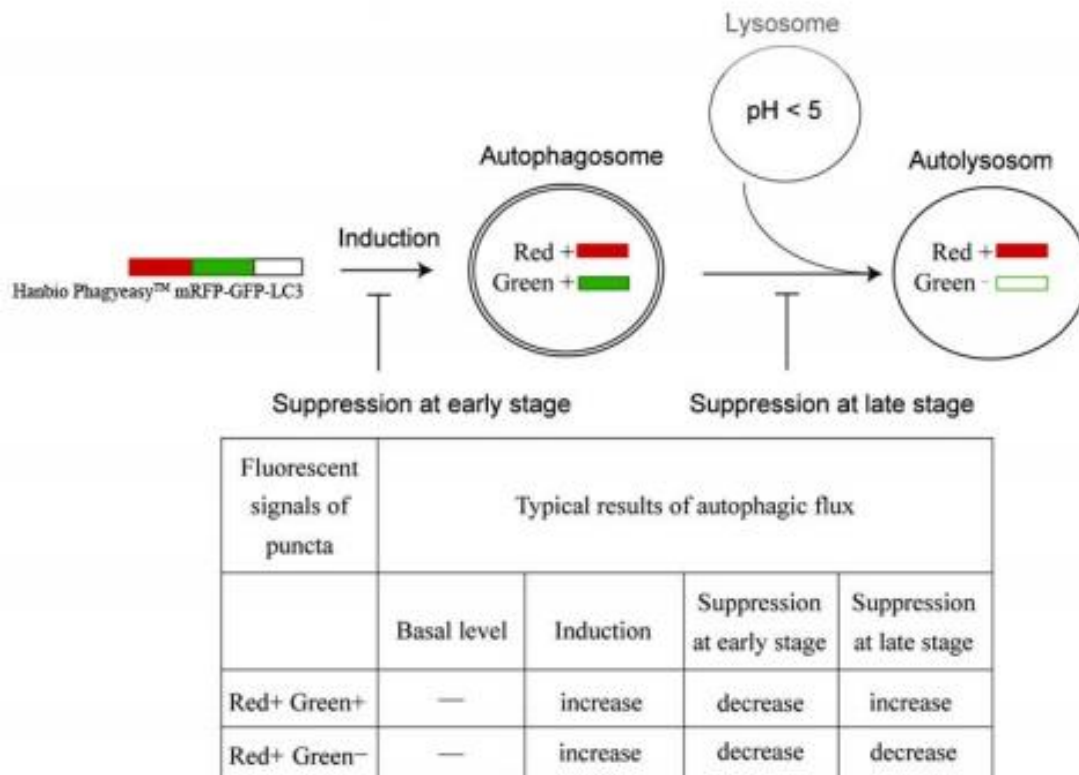 Lysosome
pH < 5
Autophagosome
Autolysosom
Induction
Red +
Green +
Red +
Green -
Hanbio Phagyeasy™ mRFP-GFP-LC3
Suppression at early stage
Suppression at late stage
Fluorescent
signals of
puncta
Typical results of autophagic flux
Basal level
Induction
Suppression
at early stage
Suppression
at late stage
Red+ Green+
—
increase
decrease
increase
Red+ Green−
—
increase
decrease
decrease